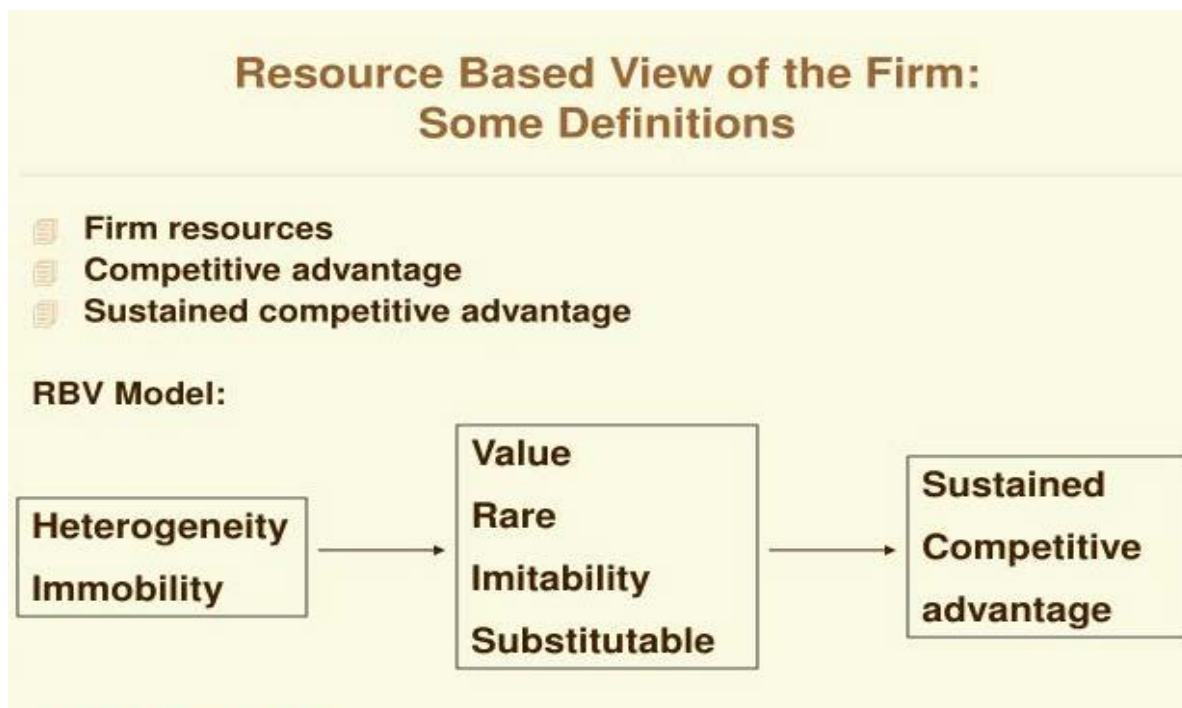 Resource Based View of the Firm:
Some Definitions
Firm resources
Competitive advantage
Sustained competitive advantage
RBV Model:
Heterogeneity
Immobility
Value
Rare
Imitability
Substitutable
Sustained
Competitive
advantage